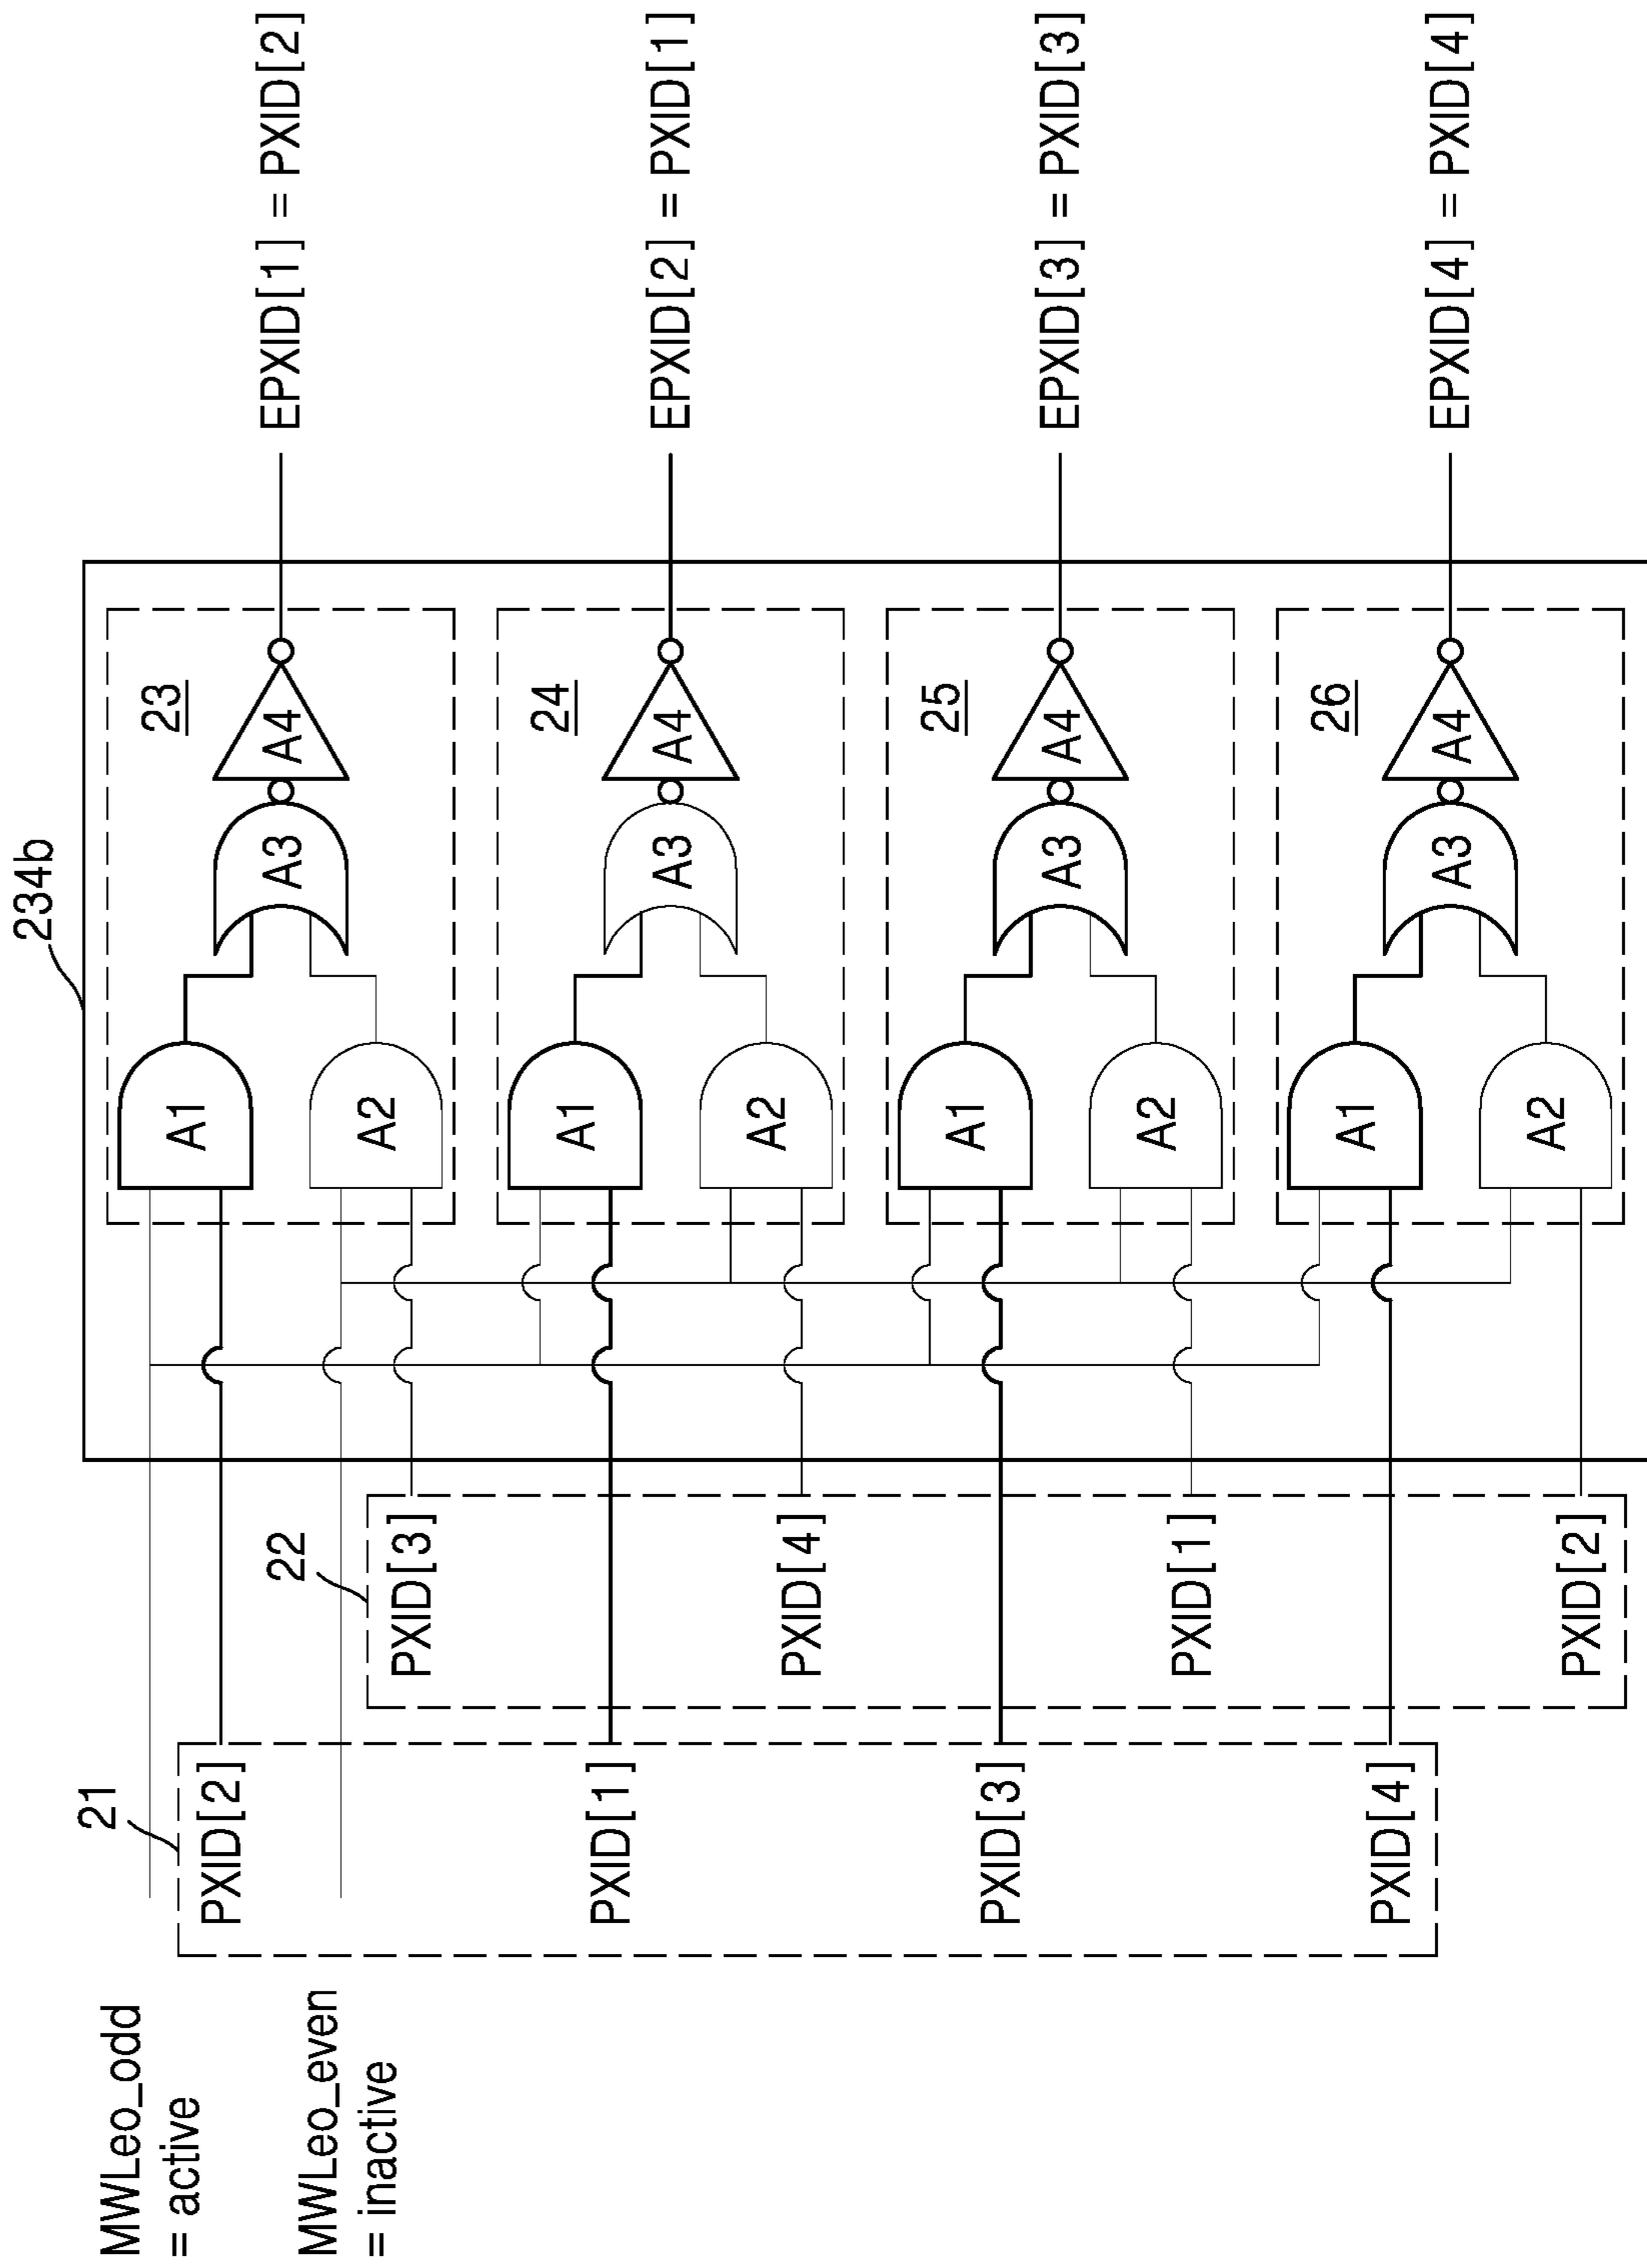 234b
MWLeo_odd
= active
MWLeo_even
= inactive
21
22
PXID[2]
PXID[1]
PXID[3]
PXID[4]
PXID[3]
PXID[4]
PXID[1]
PXID[2]
A1
A2
A3
A4
23
EPXID[1] = PXID[2]
A1
A2
A3
A4
24
EPXID[2] = PXID[1]
A1
A2
A3
A4
25
EPXID[3] = PXID[3]
A1
A2
A3
A4
26
EPXID[4] = PXID[4]